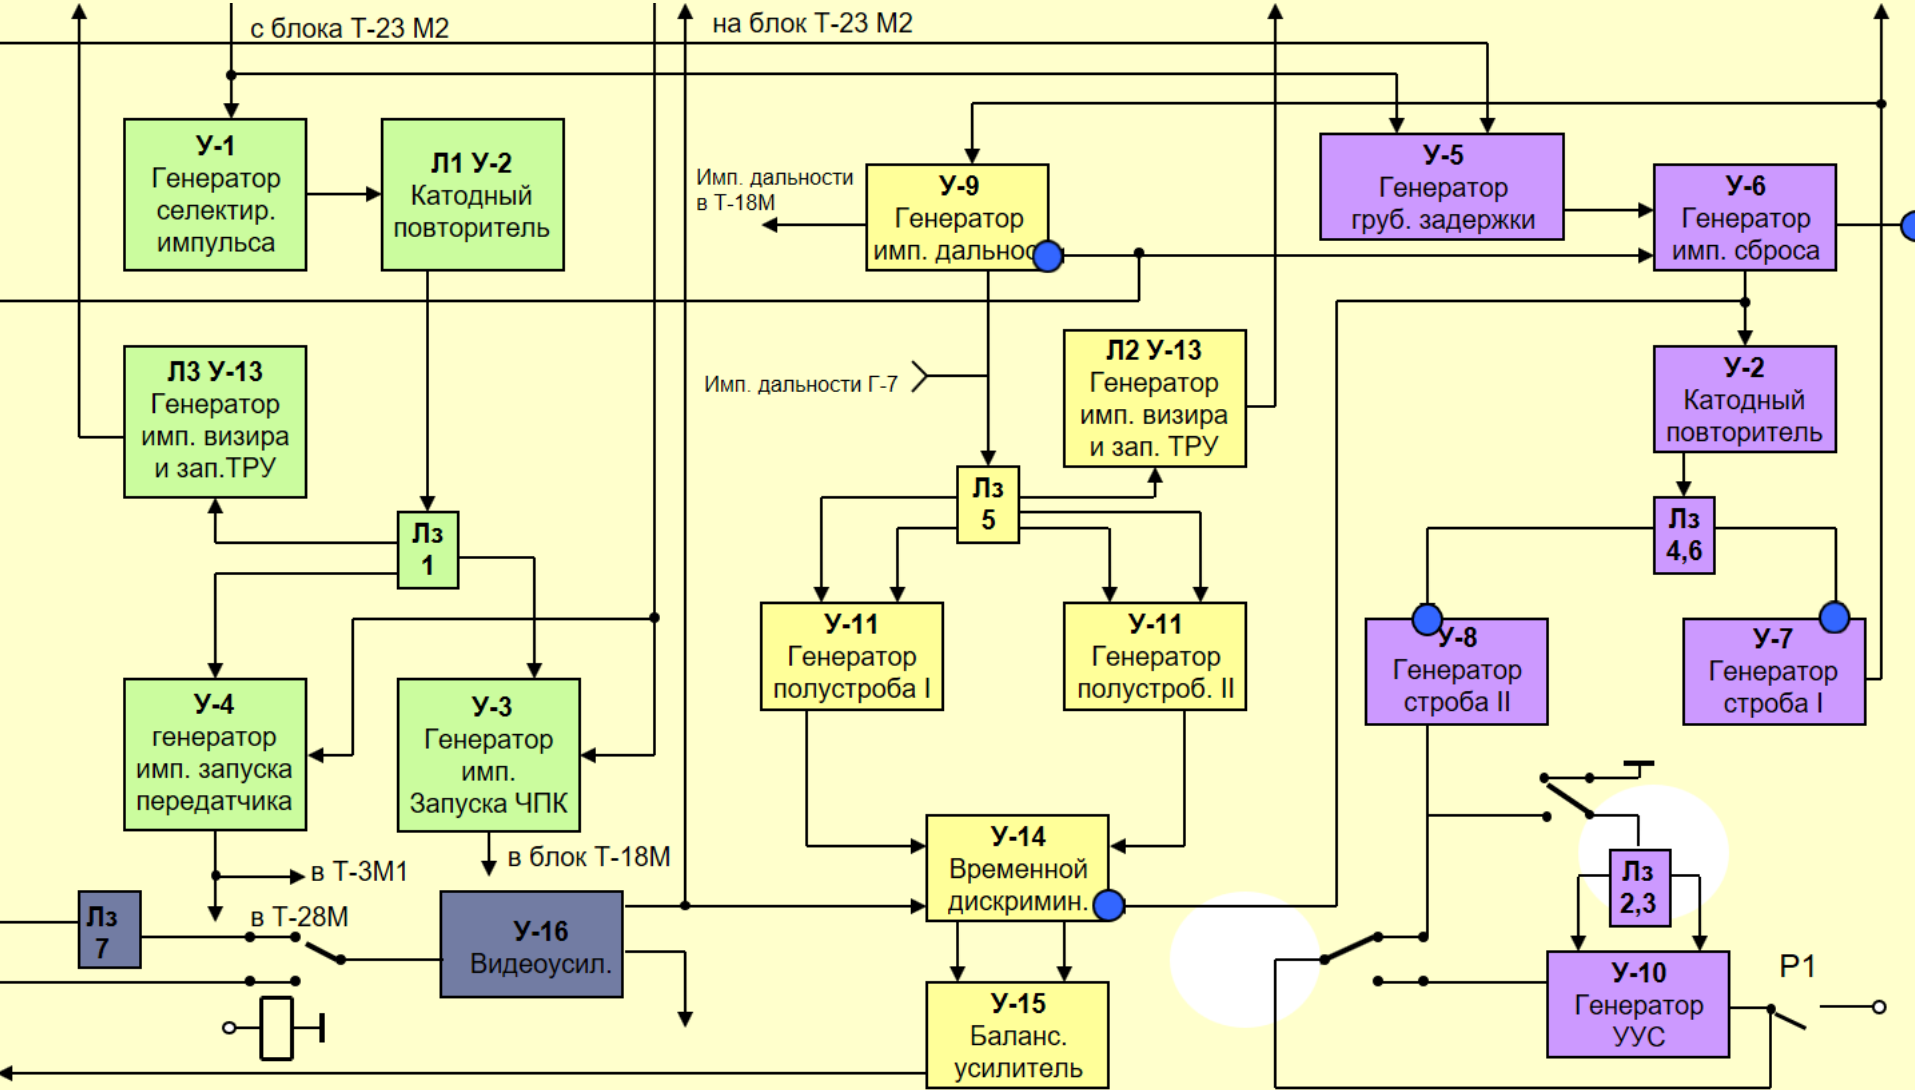 с блока Т-23 М2
на блок Т-23 М2
У-1
Генератор
селектир.
импульса
Л1 У-2
Катодный
повторитель
Имп. дальности
в Т-18М
У-9
Генератор
имп. дальнос
У-5
Генератор
груб. задержки
У-6
Генератор
имп. сброса
Л3 У-13
Генератор
имп. визира
и зап.ТРУ
Имп. дальности Г-7
Л2 У-13
Генератор
имп. визира
и зап. ТРУ
У-2
Катодный
повторитель
Лз
1
Лз
5
Лз
4,6
У-4
генератор
имп. запуска
передатчика
У-3
Генератор
имп.
Запуска ЧПК
У-11
Генератор
полустроба I
У-11
Генератор
полустроб. II
У-8
Генератор
строба II
У-7
Генератор
строба I
в Т-3М1
в блок Т-18М
в Т-28М
Лз
7
У-16
Видеоусил.
У-14
Временной
дискримин.
У-15
Баланс.
усилитель
Лз
2,3
У-10
Генератор
УУС
Р1